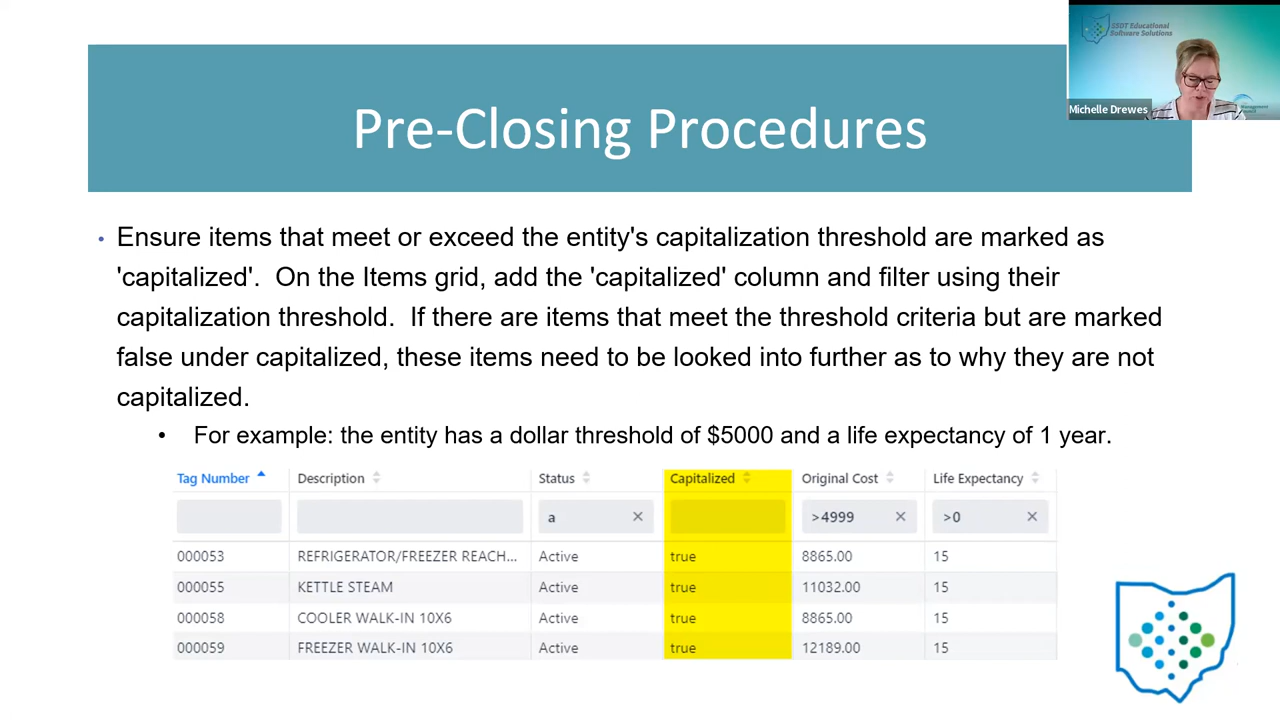 SSDT Educational
Software Solutions
Michelle Drewes
Management
Council
Pre-Closing Procedures
• Ensure items that meet or exceed the entity's capitalization threshold are marked as
'capitalized'. On the Items grid, add the 'capitalized' column and filter using their
capitalization threshold. If there are items that meet the threshold criteria but are marked
false under capitalized, these items need to be looked into further as to why they are not
capitalized.
• For example: the entity has a dollar threshold of $5000 and a life expectancy of 1 year.
Tag Number Description Status Capitalized Original Cost Life Expectancy
a × >4999 × >0 ×
000053 REFRIGERATOR/FREEZER REACH... Active true 8865.00 15
000055 KETTLE STEAM Active true 11032.00 15
000058 COOLER WALK-IN 10X6 Active true 8865.00 15
000059 FREEZER WALK-IN 10X6 Active true 12189.00 15